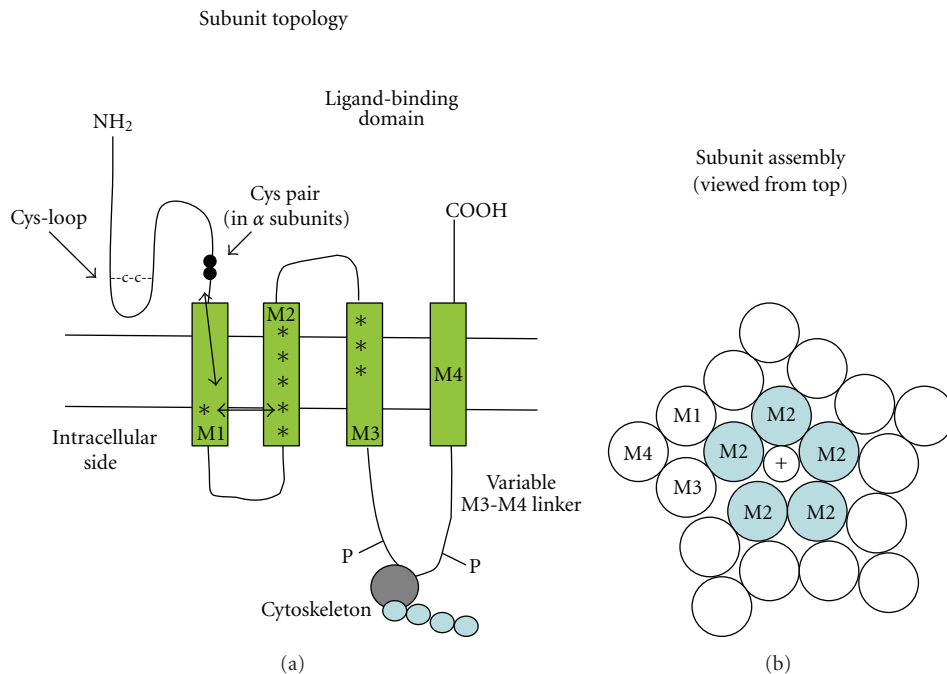 Subunit topology
Ligand-binding
domain
NH₂
Cys pair
(in α subunits)
Cys-loop
COOH
--c-c--
M2
*
*
*
*
*
*
*
*
*
M4
M1
M3
Intracellular
side
Variable
M3-M4 linker
P
P
Cytoskeleton
(a)
Subunit assembly
(viewed from top)
M1
M2
M4
M2
M2
+
M3
M2
M2
(b)